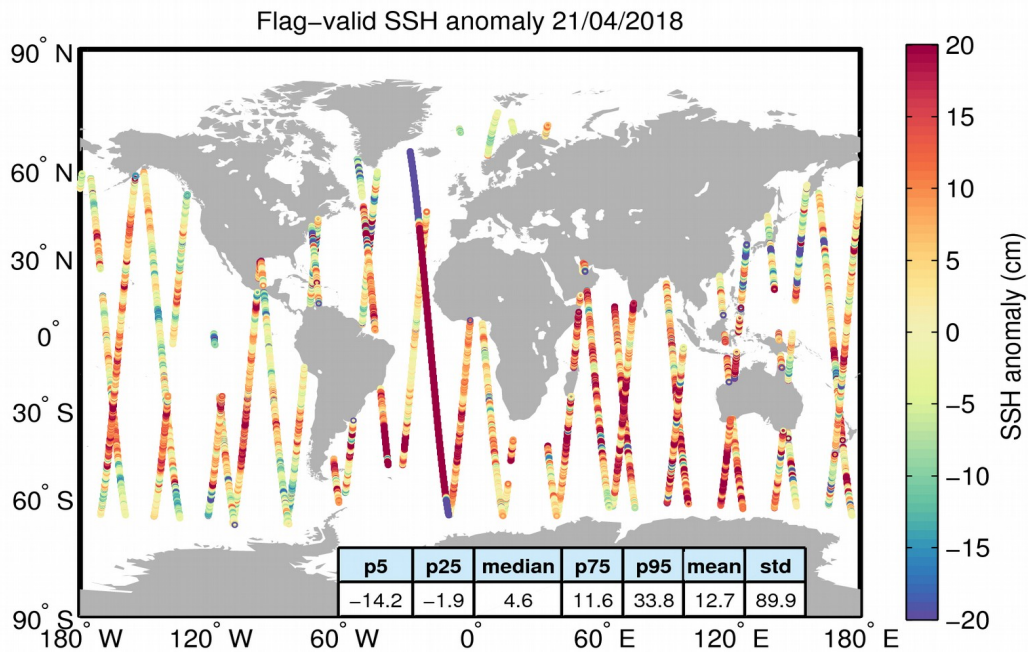 Flag–valid SSH anomaly 21/04/2018
90° N
60° N
30° N
0°
30° S
60° S
90° S
180° W
120° W
60° W
0°
60° E
120° E
180° E
p5 p25 median p75 p95 mean std
−14.2 −1.9 4.6 11.6 33.8 12.7 89.9
20
15
10
5
0
−5
−10
−15
−20
SSH anomaly (cm)